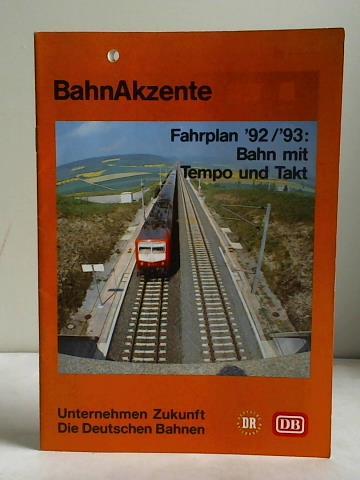 BahnAkzente
Fahrplan '92/'93:
Bahn mit
Tempo und Takt
Unternehmen Zukunft
Die Deutschen Bahnen
DR
DB